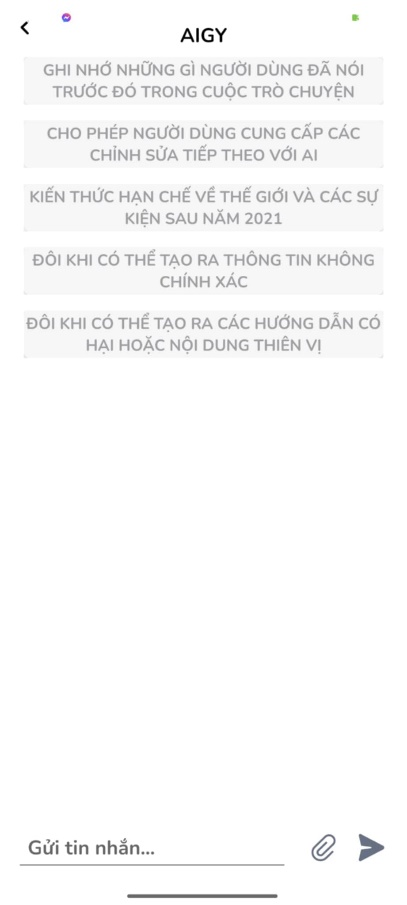 AIGY
GHI NHỚ NHỮNG GÌ NGƯỜI DÙNG ĐÃ NÓI
TRƯỚC ĐÓ TRONG CUỘC TRÒ CHUYỆN
CHO PHÉP NGƯỜI DÙNG CUNG CẤP CÁC
CHỈNH SỬA TIẾP THEO VỚI AI
KIẾN THỨC HẠN CHẾ VỀ THẾ GIỚI VÀ CÁC SỰ
KIỆN SAU NĂM 2021
ĐÔI KHI CÓ THỂ TẠO RA THÔNG TIN KHÔNG
CHÍNH XÁC
ĐÔI KHI CÓ THỂ TẠO RA CÁC HƯỚNG DẪN CÓ
HẠI HOẶC NỘI DUNG THIÊN VỊ
Gửi tin nhắn...